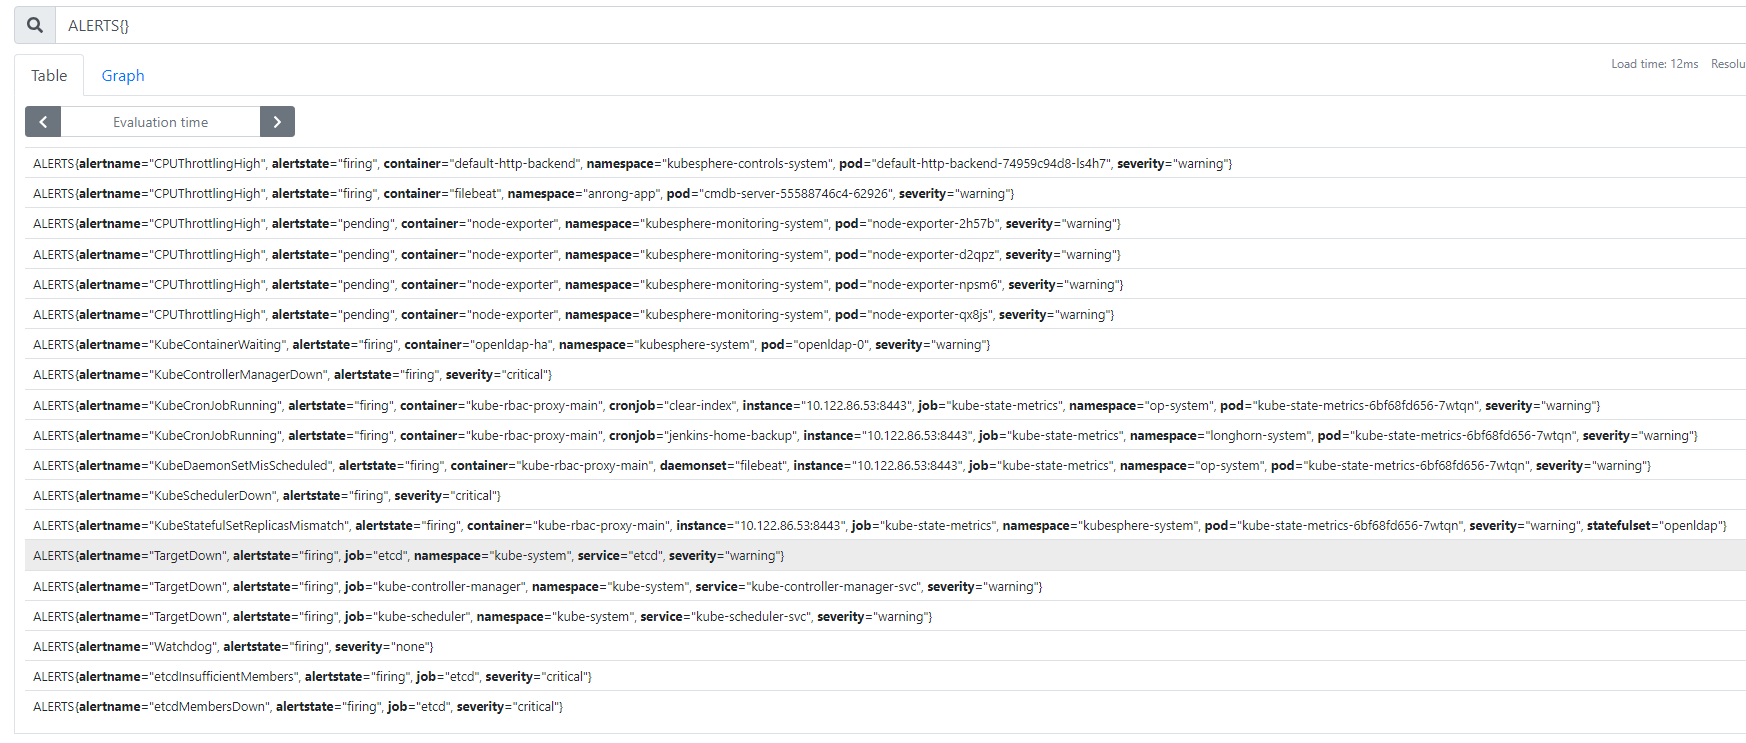 ALERTS{}
Table Graph
Load time: 12ms Resolu
Evaluation time
ALERTS{alertname="CPUThrottlingHigh", alertstate="firing", container="default-http-backend", namespace="kubesphere-controls-system", pod="default-http-backend-74959c94d8-ls4h7", severity="warning"}
ALERTS{alertname="CPUThrottlingHigh", alertstate="firing", container="filebeat", namespace="anrong-app", pod="cmdb-server-55588746c4-62926", severity="warning"}
ALERTS{alertname="CPUThrottlingHigh", alertstate="pending", container="node-exporter", namespace="kubesphere-monitoring-system", pod="node-exporter-2h57b", severity="warning"}
ALERTS{alertname="CPUThrottlingHigh", alertstate="pending", container="node-exporter", namespace="kubesphere-monitoring-system", pod="node-exporter-d2qpz", severity="warning"}
ALERTS{alertname="CPUThrottlingHigh", alertstate="pending", container="node-exporter", namespace="kubesphere-monitoring-system", pod="node-exporter-npsm6", severity="warning"}
ALERTS{alertname="CPUThrottlingHigh", alertstate="pending", container="node-exporter", namespace="kubesphere-monitoring-system", pod="node-exporter-qx8js", severity="warning"}
ALERTS{alertname="KubeContainerWaiting", alertstate="firing", container="openldap-ha", namespace="kubesphere-system", pod="openldap-0", severity="warning"}
ALERTS{alertname="KubeControllerManagerDown", alertstate="firing", severity="critical"}
ALERTS{alertname="KubeCronJobRunning", alertstate="firing", container="kube-rbac-proxy-main", cronjob="clear-index", instance="10.122.86.53:8443", job="kube-state-metrics", namespace="op-system", pod="kube-state-metrics-6bf68fd656-7wtqn", severity="warning"}
ALERTS{alertname="KubeCronJobRunning", alertstate="firing", container="kube-rbac-proxy-main", cronjob="jenkins-home-backup", instance="10.122.86.53:8443", job="kube-state-metrics", namespace="longhorn-system", pod="kube-state-metrics-6bf68fd656-7wtqn", severity="warning"}
ALERTS{alertname="KubeDaemonSetMisScheduled", alertstate="firing", container="kube-rbac-proxy-main", daemonset="filebeat", instance="10.122.86.53:8443", job="kube-state-metrics", namespace="op-system", pod="kube-state-metrics-6bf68fd656-7wtqn", severity="warning"}
ALERTS{alertname="KubeSchedulerDown", alertstate="firing", severity="critical"}
ALERTS{alertname="KubeStatefulSetReplicasMismatch", alertstate="firing", container="kube-rbac-proxy-main", instance="10.122.86.53:8443", job="kube-state-metrics", namespace="kubesphere-system", pod="kube-state-metrics-6bf68fd656-7wtqn", severity="warning", statefulset="openldap"}
ALERTS{alertname="TargetDown", alertstate="firing", job="etcd", namespace="kube-system", service="etcd", severity="warning"}
ALERTS{alertname="TargetDown", alertstate="firing", job="kube-controller-manager", namespace="kube-system", service="kube-controller-manager-svc", severity="warning"}
ALERTS{alertname="TargetDown", alertstate="firing", job="kube-scheduler", namespace="kube-system", service="kube-scheduler-svc", severity="warning"}
ALERTS{alertname="Watchdog", alertstate="firing", severity="none"}
ALERTS{alertname="etcdInsufficientMembers", alertstate="firing", job="etcd", severity="critical"}
ALERTS{alertname="etcdMembersDown", alertstate="firing", job="etcd", severity="critical"}